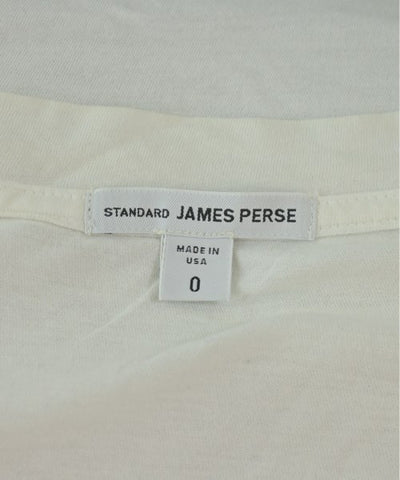 STANDARD JAMES PERSE
MADE IN
USA
0